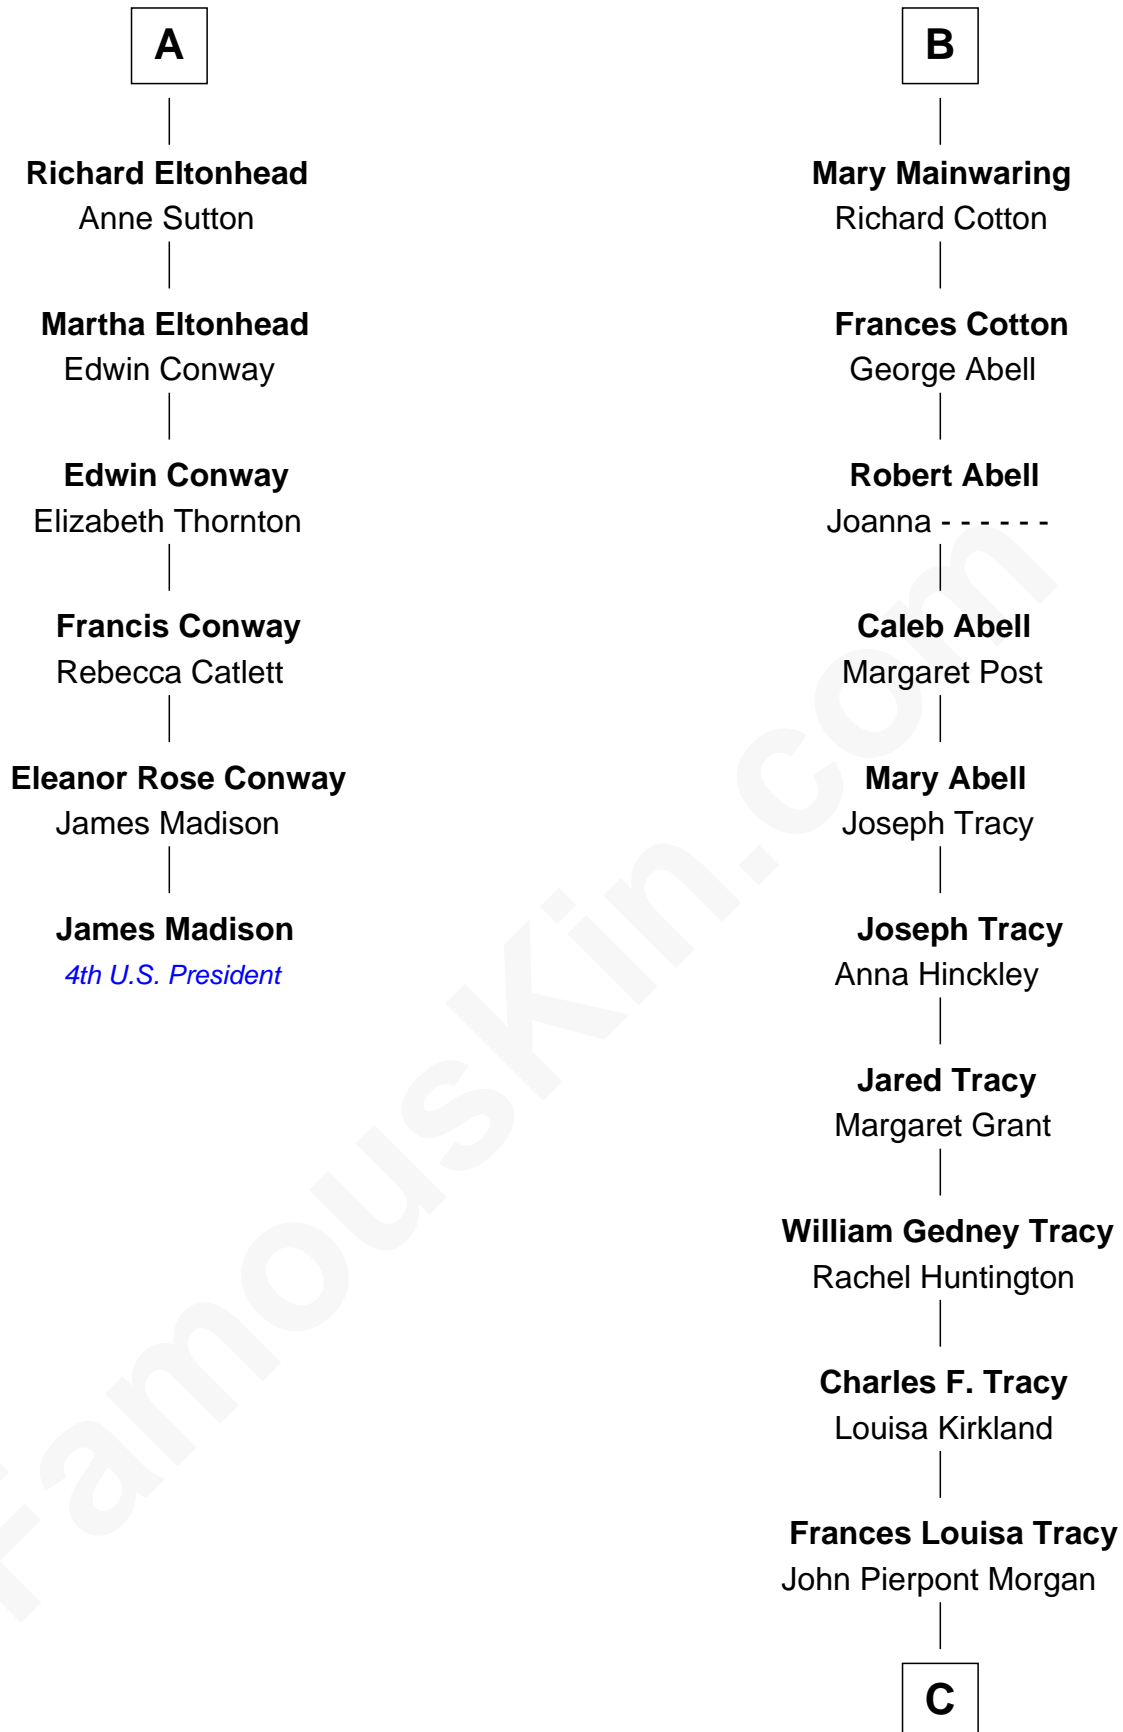 A
Richard Eltonhead
Anne Sutton
Martha Eltonhead
Edwin Conway
Edwin Conway
Elizabeth Thornton
Francis Conway
Rebecca Catlett
Eleanor Rose Conway
James Madison
James Madison
4th U.S. President
B
Mary Mainwaring
Richard Cotton
Frances Cotton
George Abell
Robert Abell
Joanna - - - - - -
Caleb Abell
Margaret Post
Mary Abell
Joseph Tracy
Joseph Tracy
Anna Hinckley
Jared Tracy
Margaret Grant
William Gedney Tracy
Rachel Huntington
Charles F. Tracy
Louisa Kirkland
Frances Louisa Tracy
John Pierpont Morgan
C
FamousKin.com